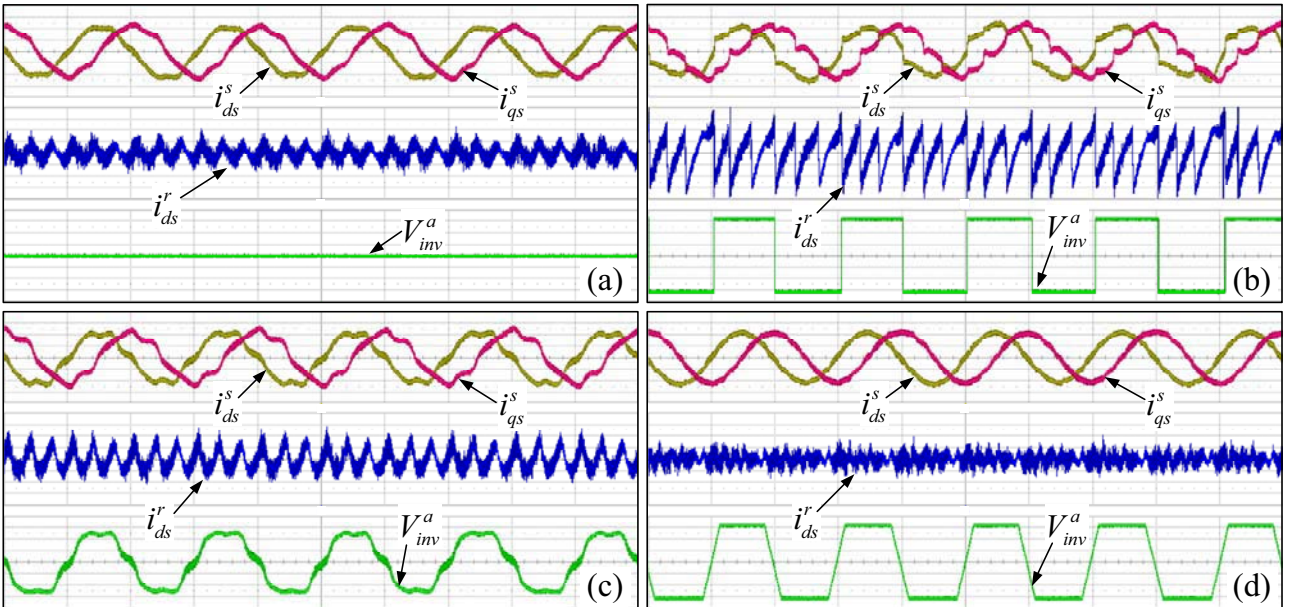 i^s_ds
i^s_qs
i^r_ds
V^a_inv
(a)
i^s_ds
i^s_qs
i^r_ds
V^a_inv
(b)
i^s_ds
i^s_qs
i^r_ds
V^a_inv
(c)
i^s_ds
i^s_qs
i^r_ds
V^a_inv
(d)